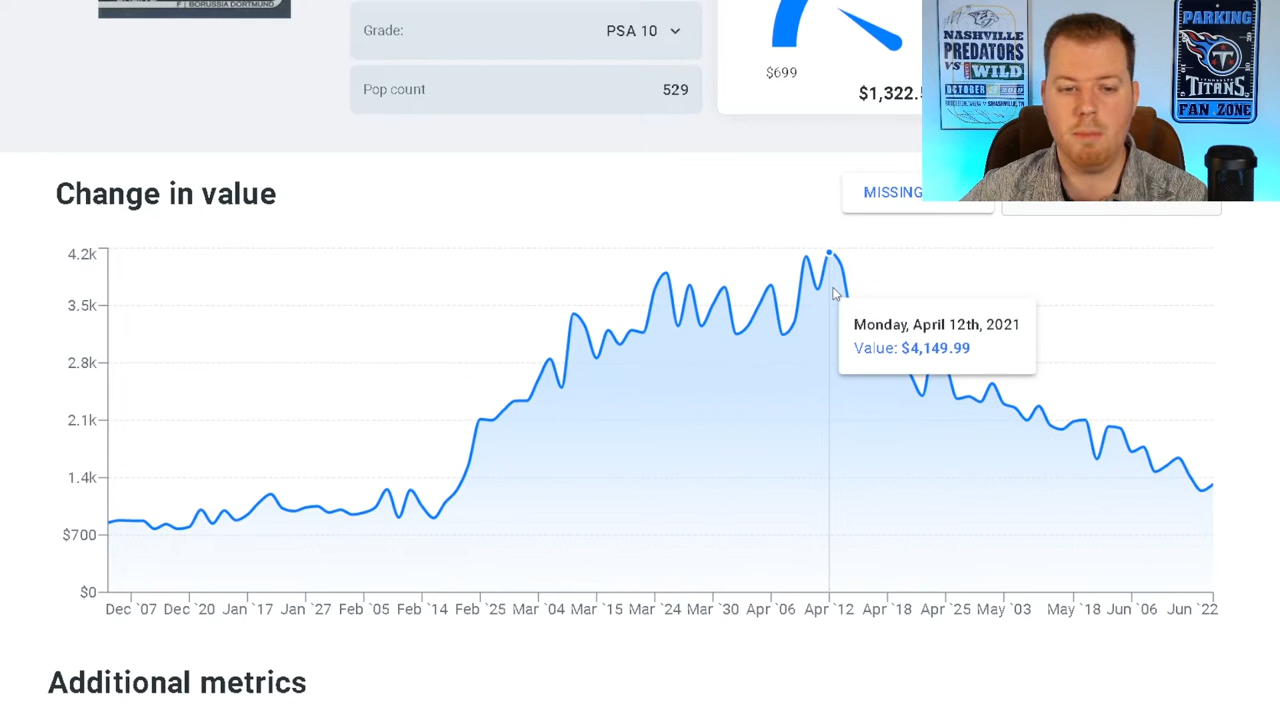 F | BORUSSIA DORTMUND
Grade: PSA 10
Pop count 529
$699
$1,322.5
NASHVILLE
PREDATORS
VS WILD
OCTOBER
PARKING
TITANS
FAN ZONE
Change in value
MISSING
4.2k
3.5k
2.8k
2.1k
1.4k
$700
$0
Monday, April 12th, 2021
Value: $4,149.99
Dec `07 Dec `20 Jan `17 Jan `27 Feb `05 Feb `14 Feb `25 Mar `04 Mar `15 Mar `24 Mar `30 Apr `06 Apr `12 Apr `18 Apr `25 May `03 May `18 Jun `06 Jun `22
Additional metrics